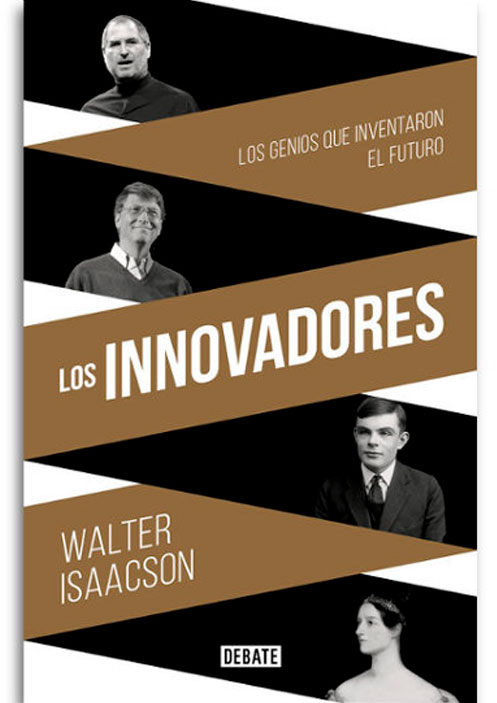 LOS GENIOS QUE INVENTARON
EL FUTURO
LOS INNOVADORES
WALTER
ISAACSON
DEBATE